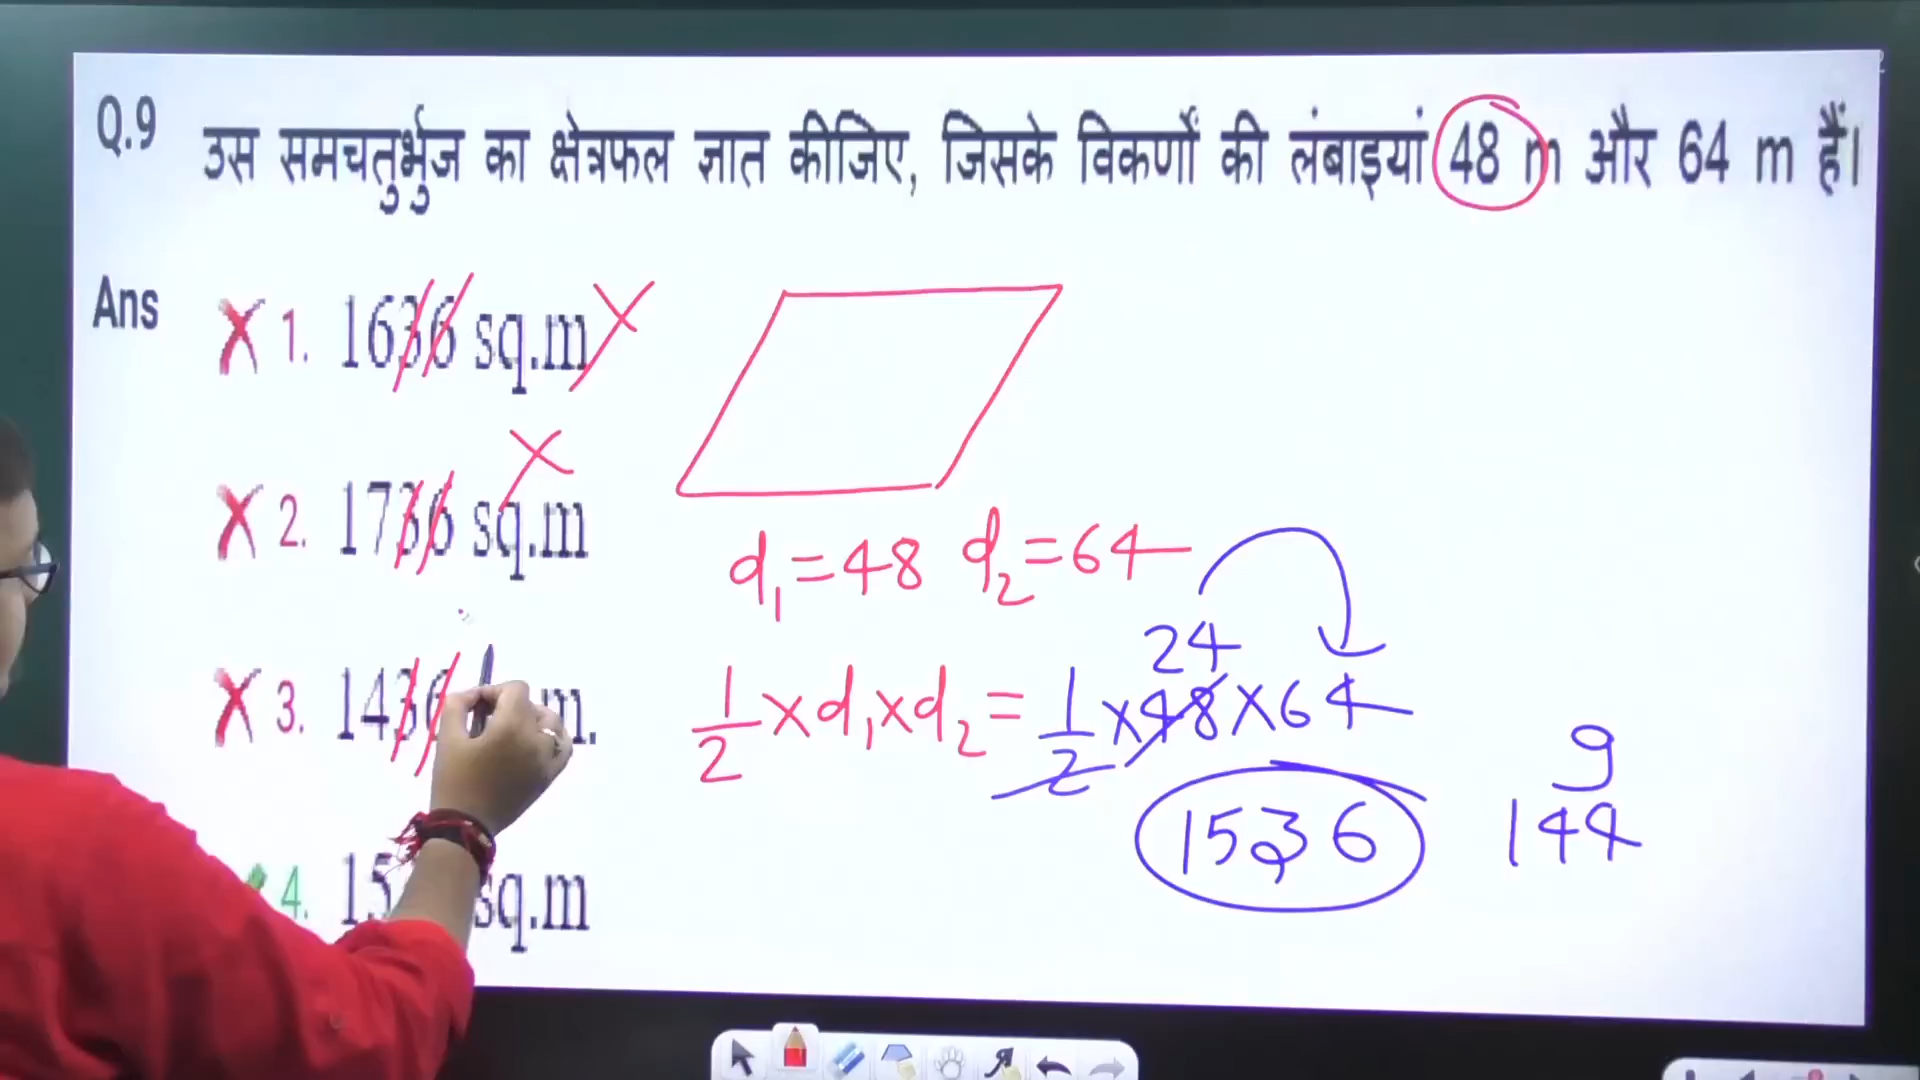 Q.9 उस समचतुर्भुज का क्षेत्रफल ज्ञात कीजिए, जिसके विकर्णों की लंबाइयां 48 m और 64 m हैं।
Ans
1. 1636 sq.m
2. 1736 sq.m
3. 1436 m.
4. 15 sq.m
d₁=48 d₂=64
24
1/2 × d₁ × d₂ = 1/2 × 48 × 64
1536
9
144